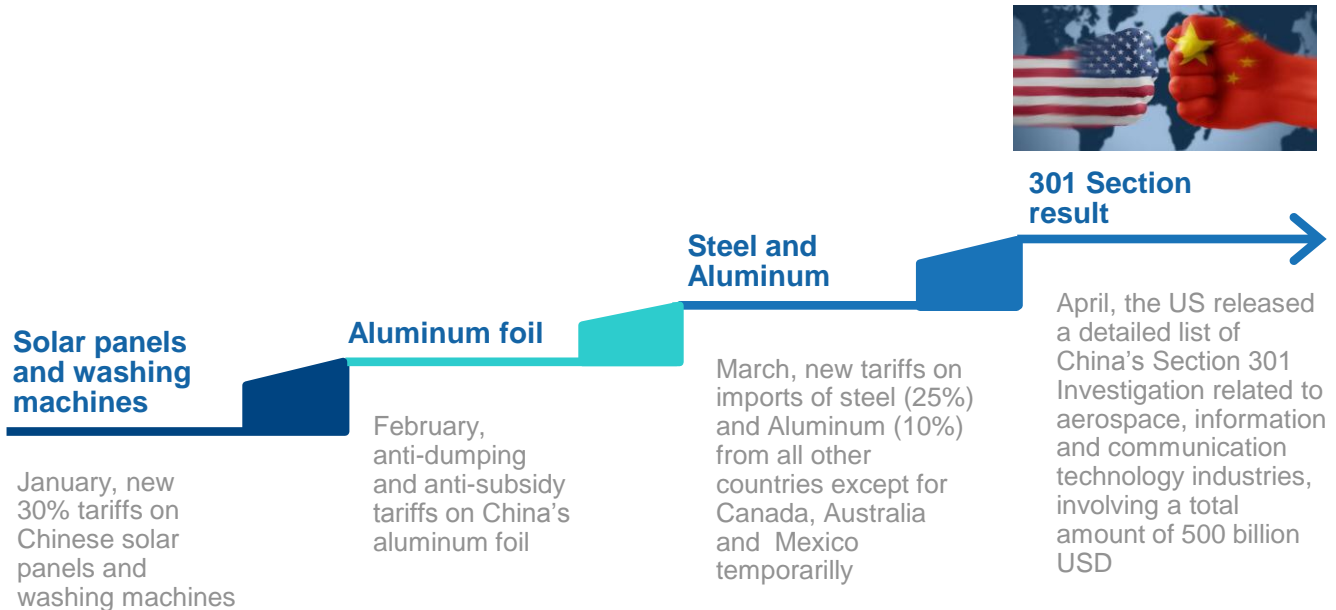 Solar panels
and washing
machines
January, new
30% tariffs on
Chinese solar
panels and
washing machines
Aluminum foil
February,
anti-dumping
and anti-subsidy
tariffs on China's
aluminum foil
Steel and
Aluminum
March, new tariffs on
imports of steel (25%)
and Aluminum (10%)
from all other
countries except for
Canada, Australia
and Mexico
temporarilly
301 Section
result
April, the US released
a detailed list of
China's Section 301
Investigation related to
aerospace, information
and communication
technology industries,
involving a total
amount of 500 billion
USD